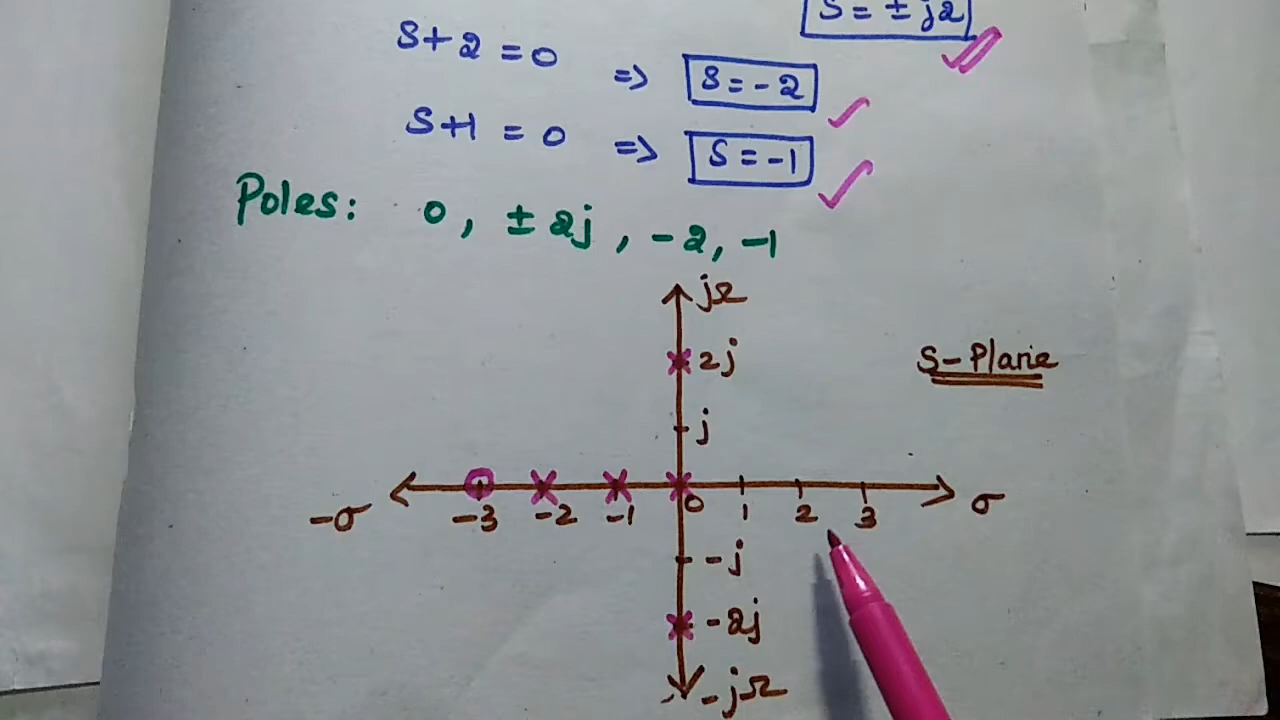 S = ± j2
S+2 = 0 => S = -2
S+1 = 0 => S = -1
Poles: 0, ± 2j, -2, -1
jΩ
2j
S-Plane
j
-σ -3 -2 -1 0 1 2 3 σ
-j
-2j
-jΩ